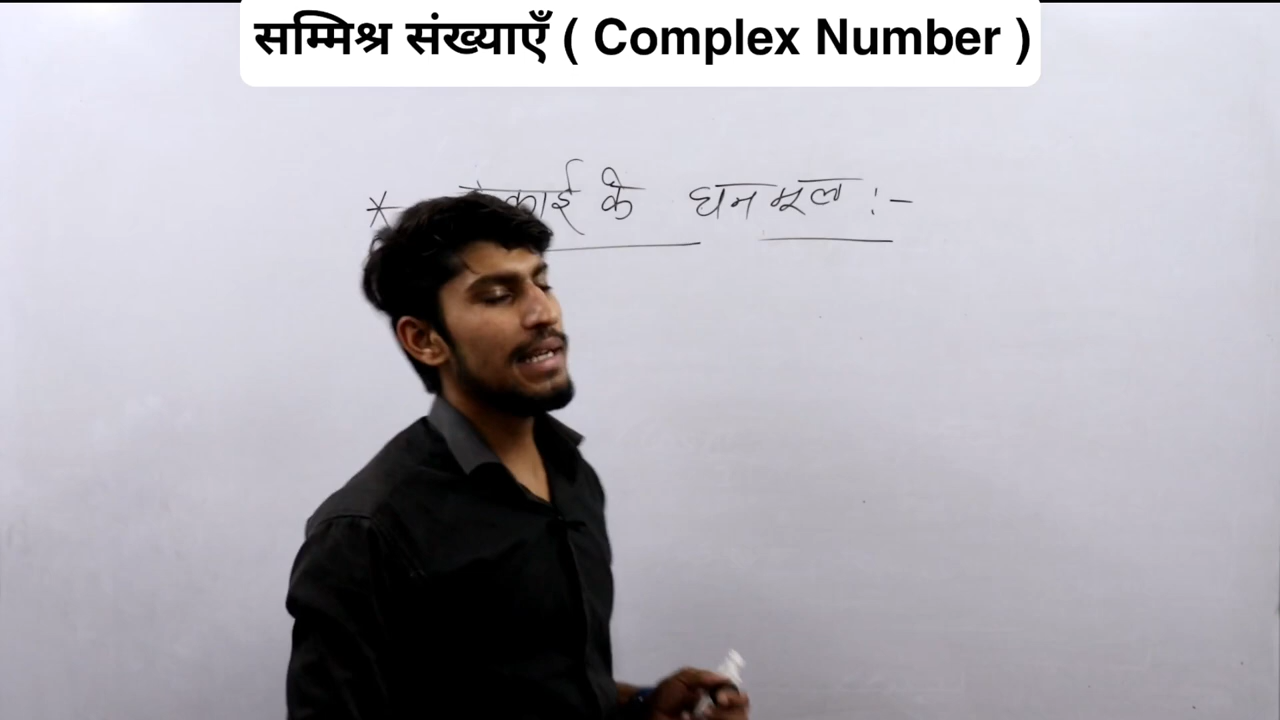 सम्मिश्र संख्याएँ ( Complex Number )
* के घनमूल :-